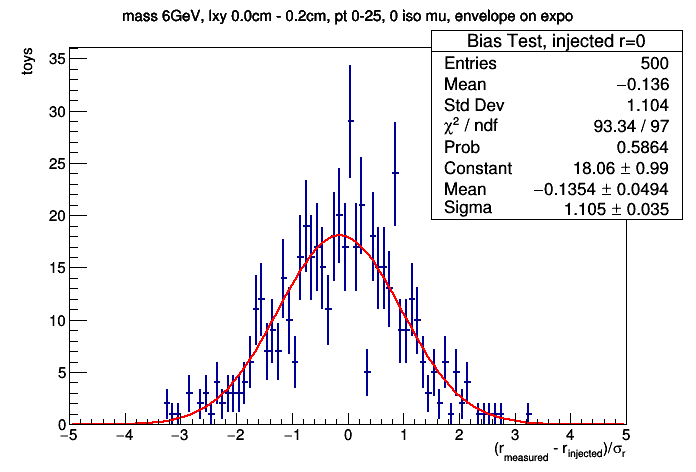 mass 6GeV, lxy 0.0cm - 0.2cm, pt 0-25, 0 iso mu, envelope on expo
Bias Test, injected r=0
Entries 500
Mean −0.136
Std Dev 1.104
χ² / ndf 93.34 / 97
Prob 0.5864
Constant 18.06 ± 0.99
Mean −0.1354 ± 0.0494
Sigma 1.105 ± 0.035
toys
35
30
25
20
15
10
5
0
−5 −4 −3 −2 −1 0 1 2 3 4 5
(r_measured - r_injected)/σ_r